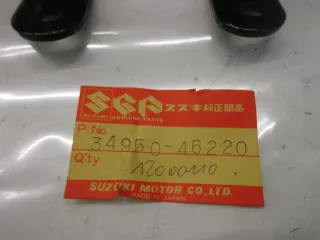 SGP スズキ純正部品
SUZUKI GENUINE PARTS
P No. 34950-46220
Q'ty 12000110
SUZUKI MOTOR CO.,LTD.
MADE IN JAPAN